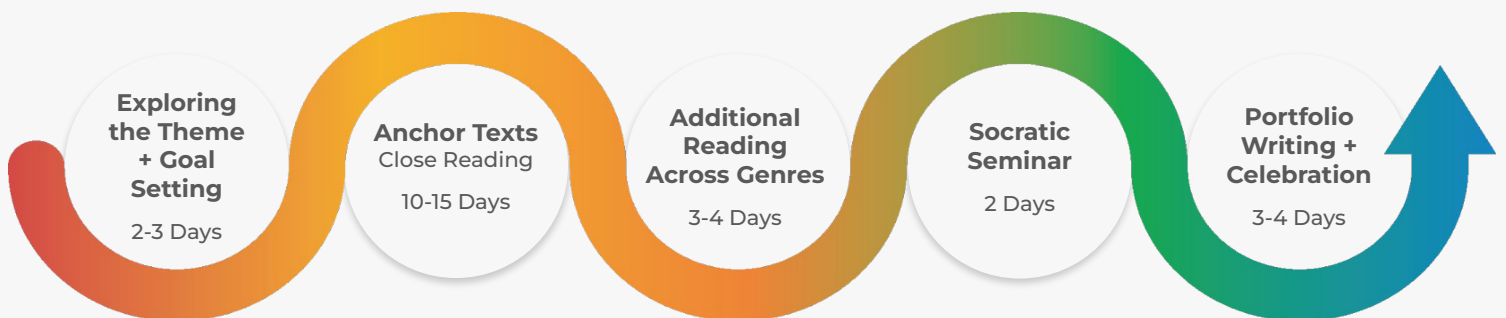 Exploring
the Theme
+ Goal
Setting
2-3 Days
Anchor Texts
Close Reading
10-15 Days
Additional
Reading
Across Genres
3-4 Days
Socratic
Seminar
2 Days
Portfolio
Writing +
Celebration
3-4 Days